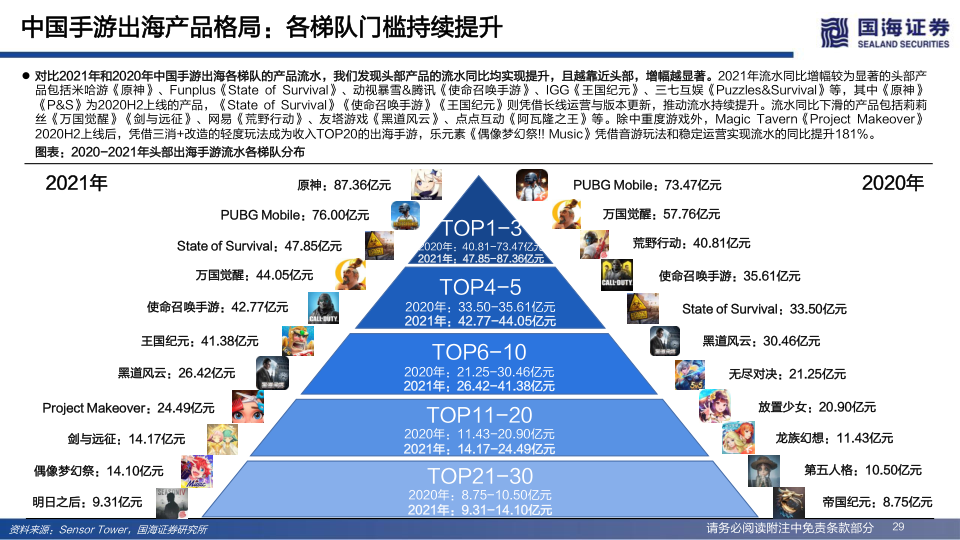 中国手游出海产品格局：各梯队门槛持续提升
国海证券
SEALAND SECURITIES
● 对比2021年和2020年中国手游出海各梯队的产品流水，我们发现头部产品的流水同比均实现提升，且越靠近头部，增幅越显著。2021年流水同比增幅较为显著的头部产
品包括米哈游《原神》、Funplus《State of Survival》、动视暴雪&腾讯《使命召唤手游》、IGG《王国纪元》、三七互娱《Puzzles&Survival》等，其中《原神》
《P&S》为2020H2上线的产品，《State of Survival》《使命召唤手游》《王国纪元》则凭借长线运营与版本更新，推动流水持续提升。流水同比下滑的产品包括莉莉
丝《万国觉醒》《剑与远征》、网易《荒野行动》、友塔游戏《黑道风云》、点点互动《阿瓦隆之王》等。除中重度游戏外，Magic Tavern《Project Makeover》
2020H2上线后，凭借三消+改造的轻度玩法成为收入TOP20的出海手游，乐元素《偶像梦幻祭!! Music》凭借音游玩法和稳定运营实现流水的同比提升181%。
图表：2020-2021年头部出海手游流水各梯队分布
2021年
2020年
原神：87.36亿元
PUBG Mobile：76.00亿元
State of Survival：47.85亿元
万国觉醒：44.05亿元
使命召唤手游：42.77亿元
王国纪元：41.38亿元
黑道风云：26.42亿元
Project Makeover：24.49亿元
剑与远征：14.17亿元
偶像梦幻祭：14.10亿元
明日之后：9.31亿元
TOP1-3
2020年：40.81-73.47亿元
2021年：47.85-87.36亿元
TOP4-5
2020年：33.50-35.61亿元
2021年：42.77-44.05亿元
TOP6-10
2020年：21.25-30.46亿元
2021年：26.42-41.38亿元
TOP11-20
2020年：11.43-20.90亿元
2021年：14.17-24.49亿元
TOP21-30
2020年：8.75-10.50亿元
2021年：9.31-14.10亿元
PUBG Mobile：73.47亿元
万国觉醒：57.76亿元
荒野行动：40.81亿元
使命召唤手游：35.61亿元
State of Survival：33.50亿元
黑道风云：30.46亿元
无尽对决：21.25亿元
放置少女：20.90亿元
龙族幻想：11.43亿元
第五人格：10.50亿元
帝国纪元：8.75亿元
CALL·DUTY
CALL·DUTY
资料来源：Sensor Tower，国海证券研究所
请务必阅读附注中免责条款部分
29